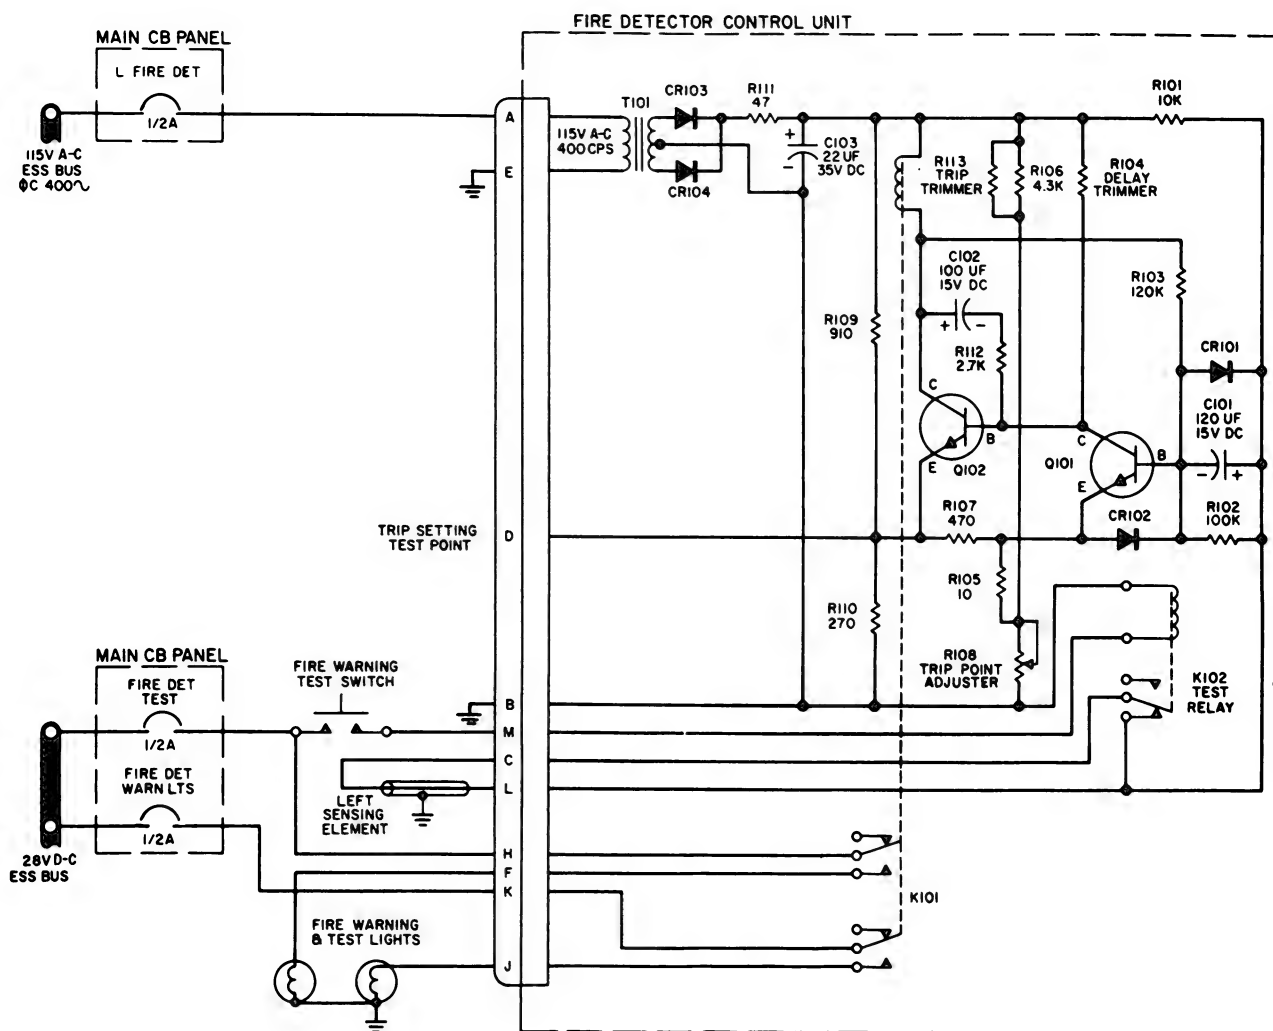 FIRE DETECTOR CONTROL UNIT
MAIN CB PANEL
L FIRE DET
1/2A
115V A-C
ESS BUS
ΦC 400~
A
E
T101
115V A-C
400CPS
CR103
CR104
R111
47
+
-
C103
22UF
35V DC
R113
TRIP
TRIMMER
R106
4.3K
R104
DELAY
TRIMMER
R101
10K
C102
100 UF
15V DC
+ -
R103
120K
R109
910
R112
2.7K
CR101
C101
120 UF
15V DC
- +
C
B
E
Q102
C
B
E
Q101
TRIP SETTING
TEST POINT
D
R107
470
CR102
R102
100K
R105
10
R110
270
R108
TRIP POINT
ADJUSTER
K102
TEST
RELAY
MAIN CB PANEL
FIRE DET
TEST
1/2A
FIRE DET
WARN LTS
1/2A
28V D-C
ESS BUS
FIRE WARNING
TEST SWITCH
B
M
C
L
LEFT
SENSING
ELEMENT
H
F
K
K101
FIRE WARNING
& TEST LIGHTS
J